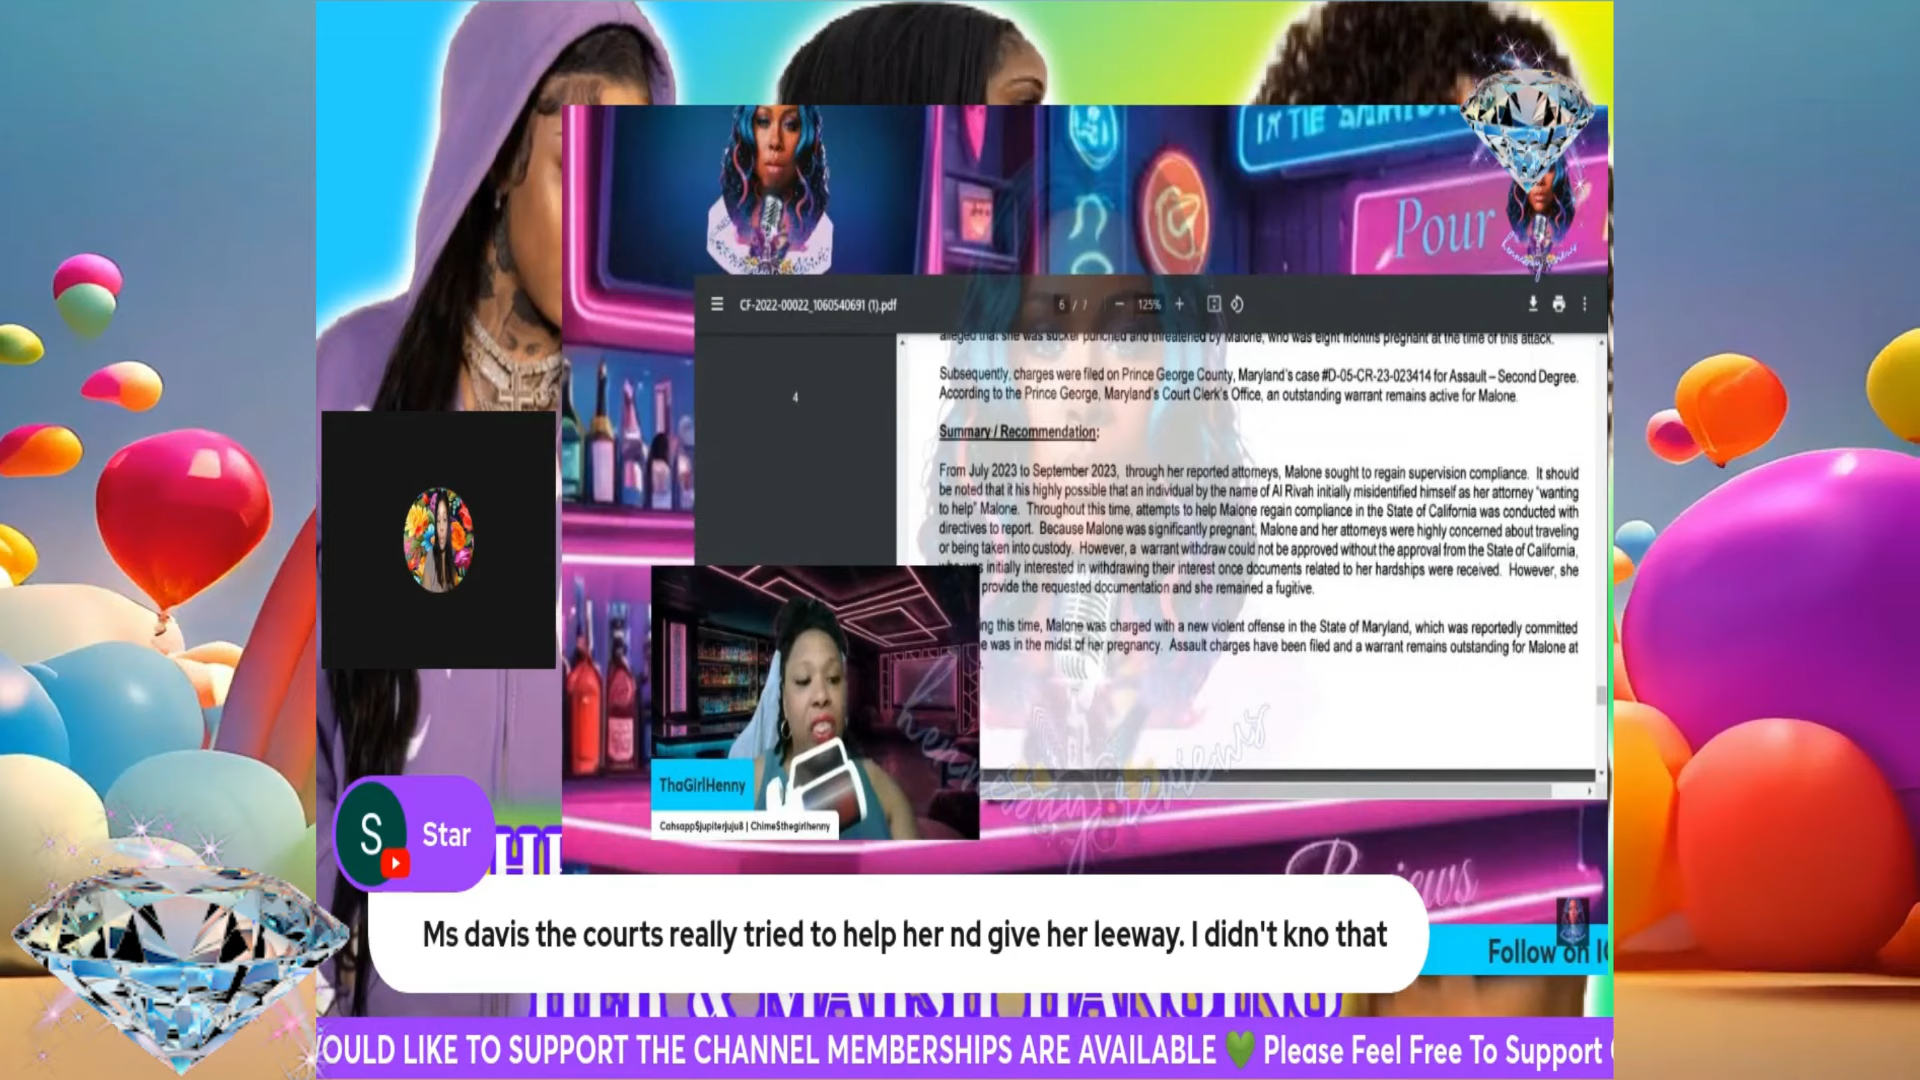 IN THE
Pour
CF-2022-00022_1060540691 (1).pdf
6 / 7
125%
4
alleged that she was sucker punched and threatened by Malone, who was eight months pregnant at the time of this attack.
Subsequently, charges were filed on Prince George County, Maryland's case #D-05-CR-23-023414 for Assault – Second Degree.
According to the Prince George, Maryland's Court Clerk's Office, an outstanding warrant remains active for Malone.
Summary / Recommendation:
From July 2023 to September 2023, through her reported attorneys, Malone sought to regain supervision compliance. It should
be noted that it his highly possible that an individual by the name of Al Rivah initially misidentified himself as her attorney "wanting
to help" Malone. Throughout this time, attempts to help Malone regain compliance in the State of California was conducted with
directives to report. Because Malone was significantly pregnant, Malone and her attorneys were highly concerned about traveling
or being taken into custody. However, a warrant withdraw could not be approved without the approval from the State of California,
initially interested in withdrawing their interest once documents related to her hardships were received. However, she
provide the requested documentation and she remained a fugitive.
ng this time, Malone was charged with a new violent offense in the State of Maryland, which was reportedly committed
e was in the midst of her pregnancy. Assault charges have been filed and a warrant remains outstanding for Malone at
hennessay reviews
ThaGirlHenny
Cahsapp$jupiterjuju8 | Chime$thegirlhenny
Reviews
S
Star
Ms davis the courts really tried to help her nd give her leeway. I didn't kno that
Follow on I
OULD LIKE TO SUPPORT THE CHANNEL MEMBERSHIPS ARE AVAILABLE 💚 Please Feel Free To Support